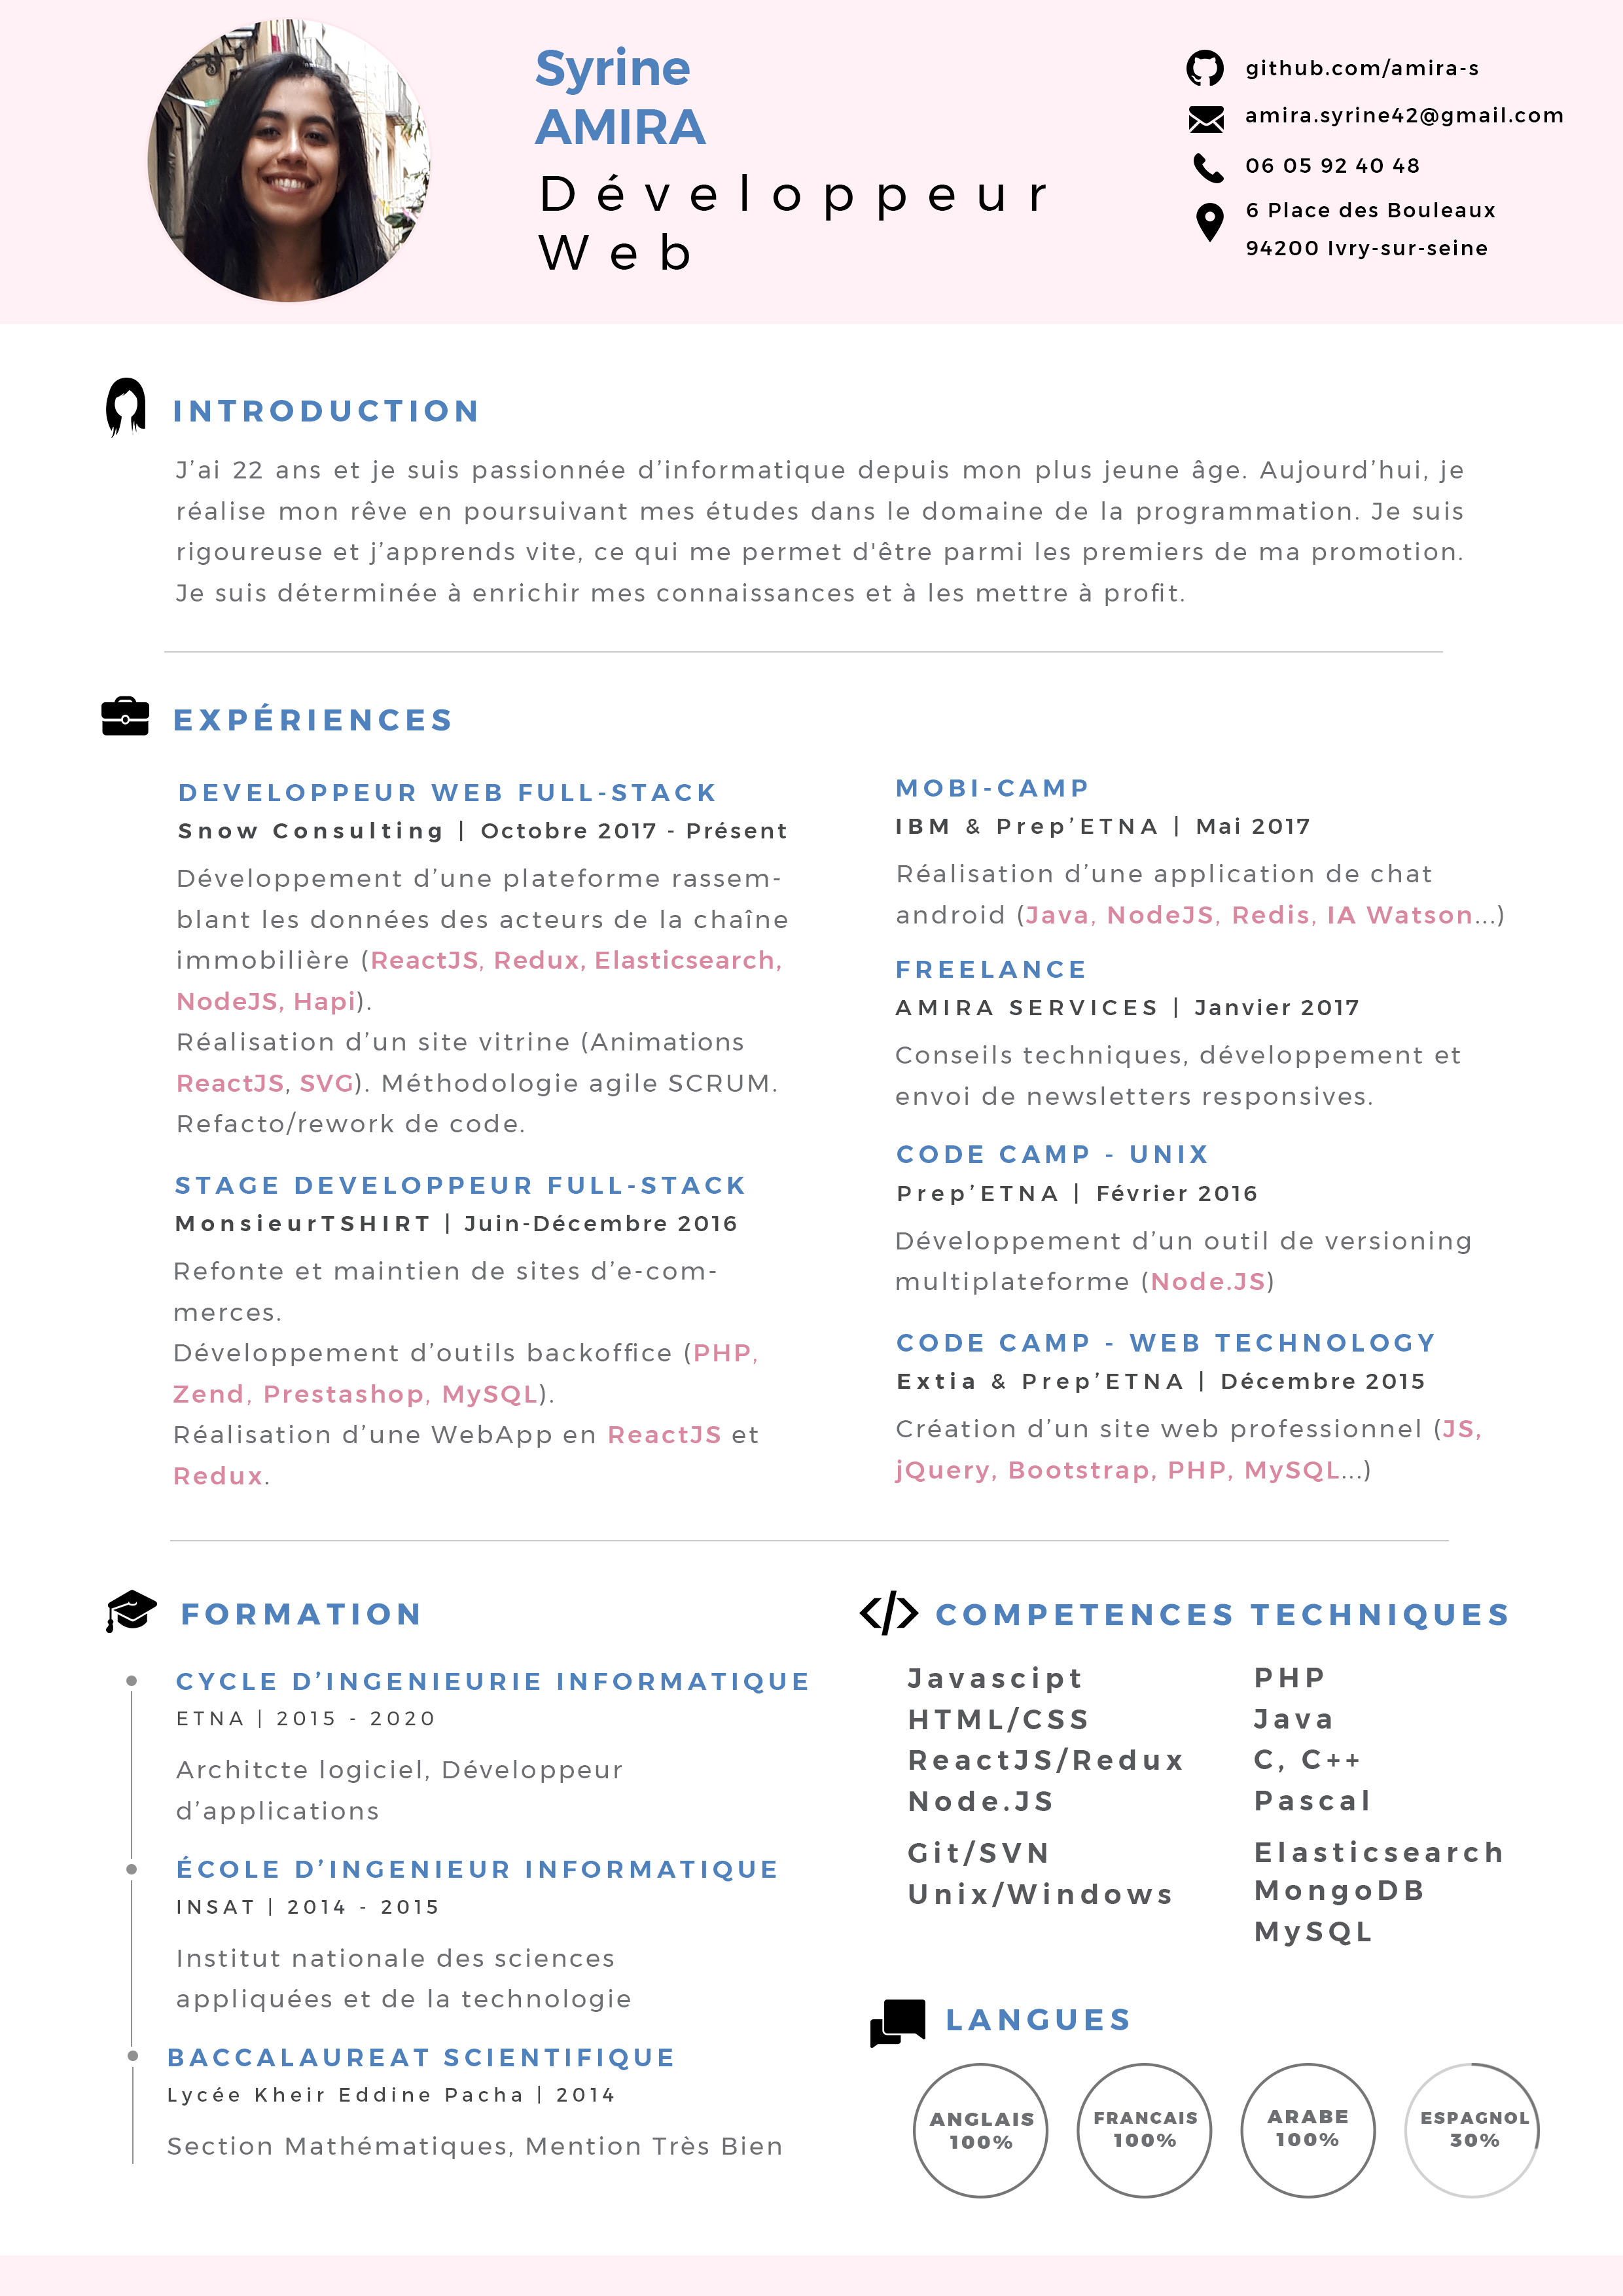 Syrine
AMIRA
Développeur
Web
github.com/amira-s
amira.syrine42@gmail.com
06 05 92 40 48
6 Place des Bouleaux
94200 Ivry-sur-seine
INTRODUCTION
J’ai 22 ans et je suis passionnée d’informatique depuis mon plus jeune âge. Aujourd’hui, je
réalise mon rêve en poursuivant mes études dans le domaine de la programmation. Je suis
rigoureuse et j’apprends vite, ce qui me permet d'être parmi les premiers de ma promotion.
Je suis déterminée à enrichir mes connaissances et à les mettre à profit.
EXPÉRIENCES
DEVELOPPEUR WEB FULL-STACK
Snow Consulting | Octobre 2017 - Présent
Développement d’une plateforme rassem-
blant les données des acteurs de la chaîne
immobilière (ReactJS, Redux, Elasticsearch,
NodeJS, Hapi).
Réalisation d’un site vitrine (Animations
ReactJS, SVG). Méthodologie agile SCRUM.
Refacto/rework de code.
STAGE DEVELOPPEUR FULL-STACK
MonsieurTSHIRT | Juin-Décembre 2016
Refonte et maintien de sites d’e-com-
merces.
Développement d’outils backoffice (PHP,
Zend, Prestashop, MySQL).
Réalisation d’une WebApp en ReactJS et
Redux.
MOBI-CAMP
IBM & Prep’ETNA | Mai 2017
Réalisation d’une application de chat
android (Java, NodeJS, Redis, IA Watson...)
FREELANCE
AMIRA SERVICES | Janvier 2017
Conseils techniques, développement et
envoi de newsletters responsives.
CODE CAMP - UNIX
Prep’ETNA | Février 2016
Développement d’un outil de versioning
multiplateforme (Node.JS)
CODE CAMP - WEB TECHNOLOGY
Extia & Prep’ETNA | Décembre 2015
Création d’un site web professionnel (JS,
jQuery, Bootstrap, PHP, MySQL...)
FORMATION
CYCLE D’INGENIEURIE INFORMATIQUE
ETNA | 2015 - 2020
Architcte logiciel, Développeur
d’applications
ÉCOLE D’INGENIEUR INFORMATIQUE
INSAT | 2014 - 2015
Institut nationale des sciences
appliquées et de la technologie
BACCALAUREAT SCIENTIFIQUE
Lycée Kheir Eddine Pacha | 2014
Section Mathématiques, Mention Très Bien
COMPETENCES TECHNIQUES
Javascipt
HTML/CSS
ReactJS/Redux
Node.JS
Git/SVN
Unix/Windows
PHP
Java
C, C++
Pascal
Elasticsearch
MongoDB
MySQL
LANGUES
ANGLAIS
100%
FRANCAIS
100%
ARABE
100%
ESPAGNOL
30%